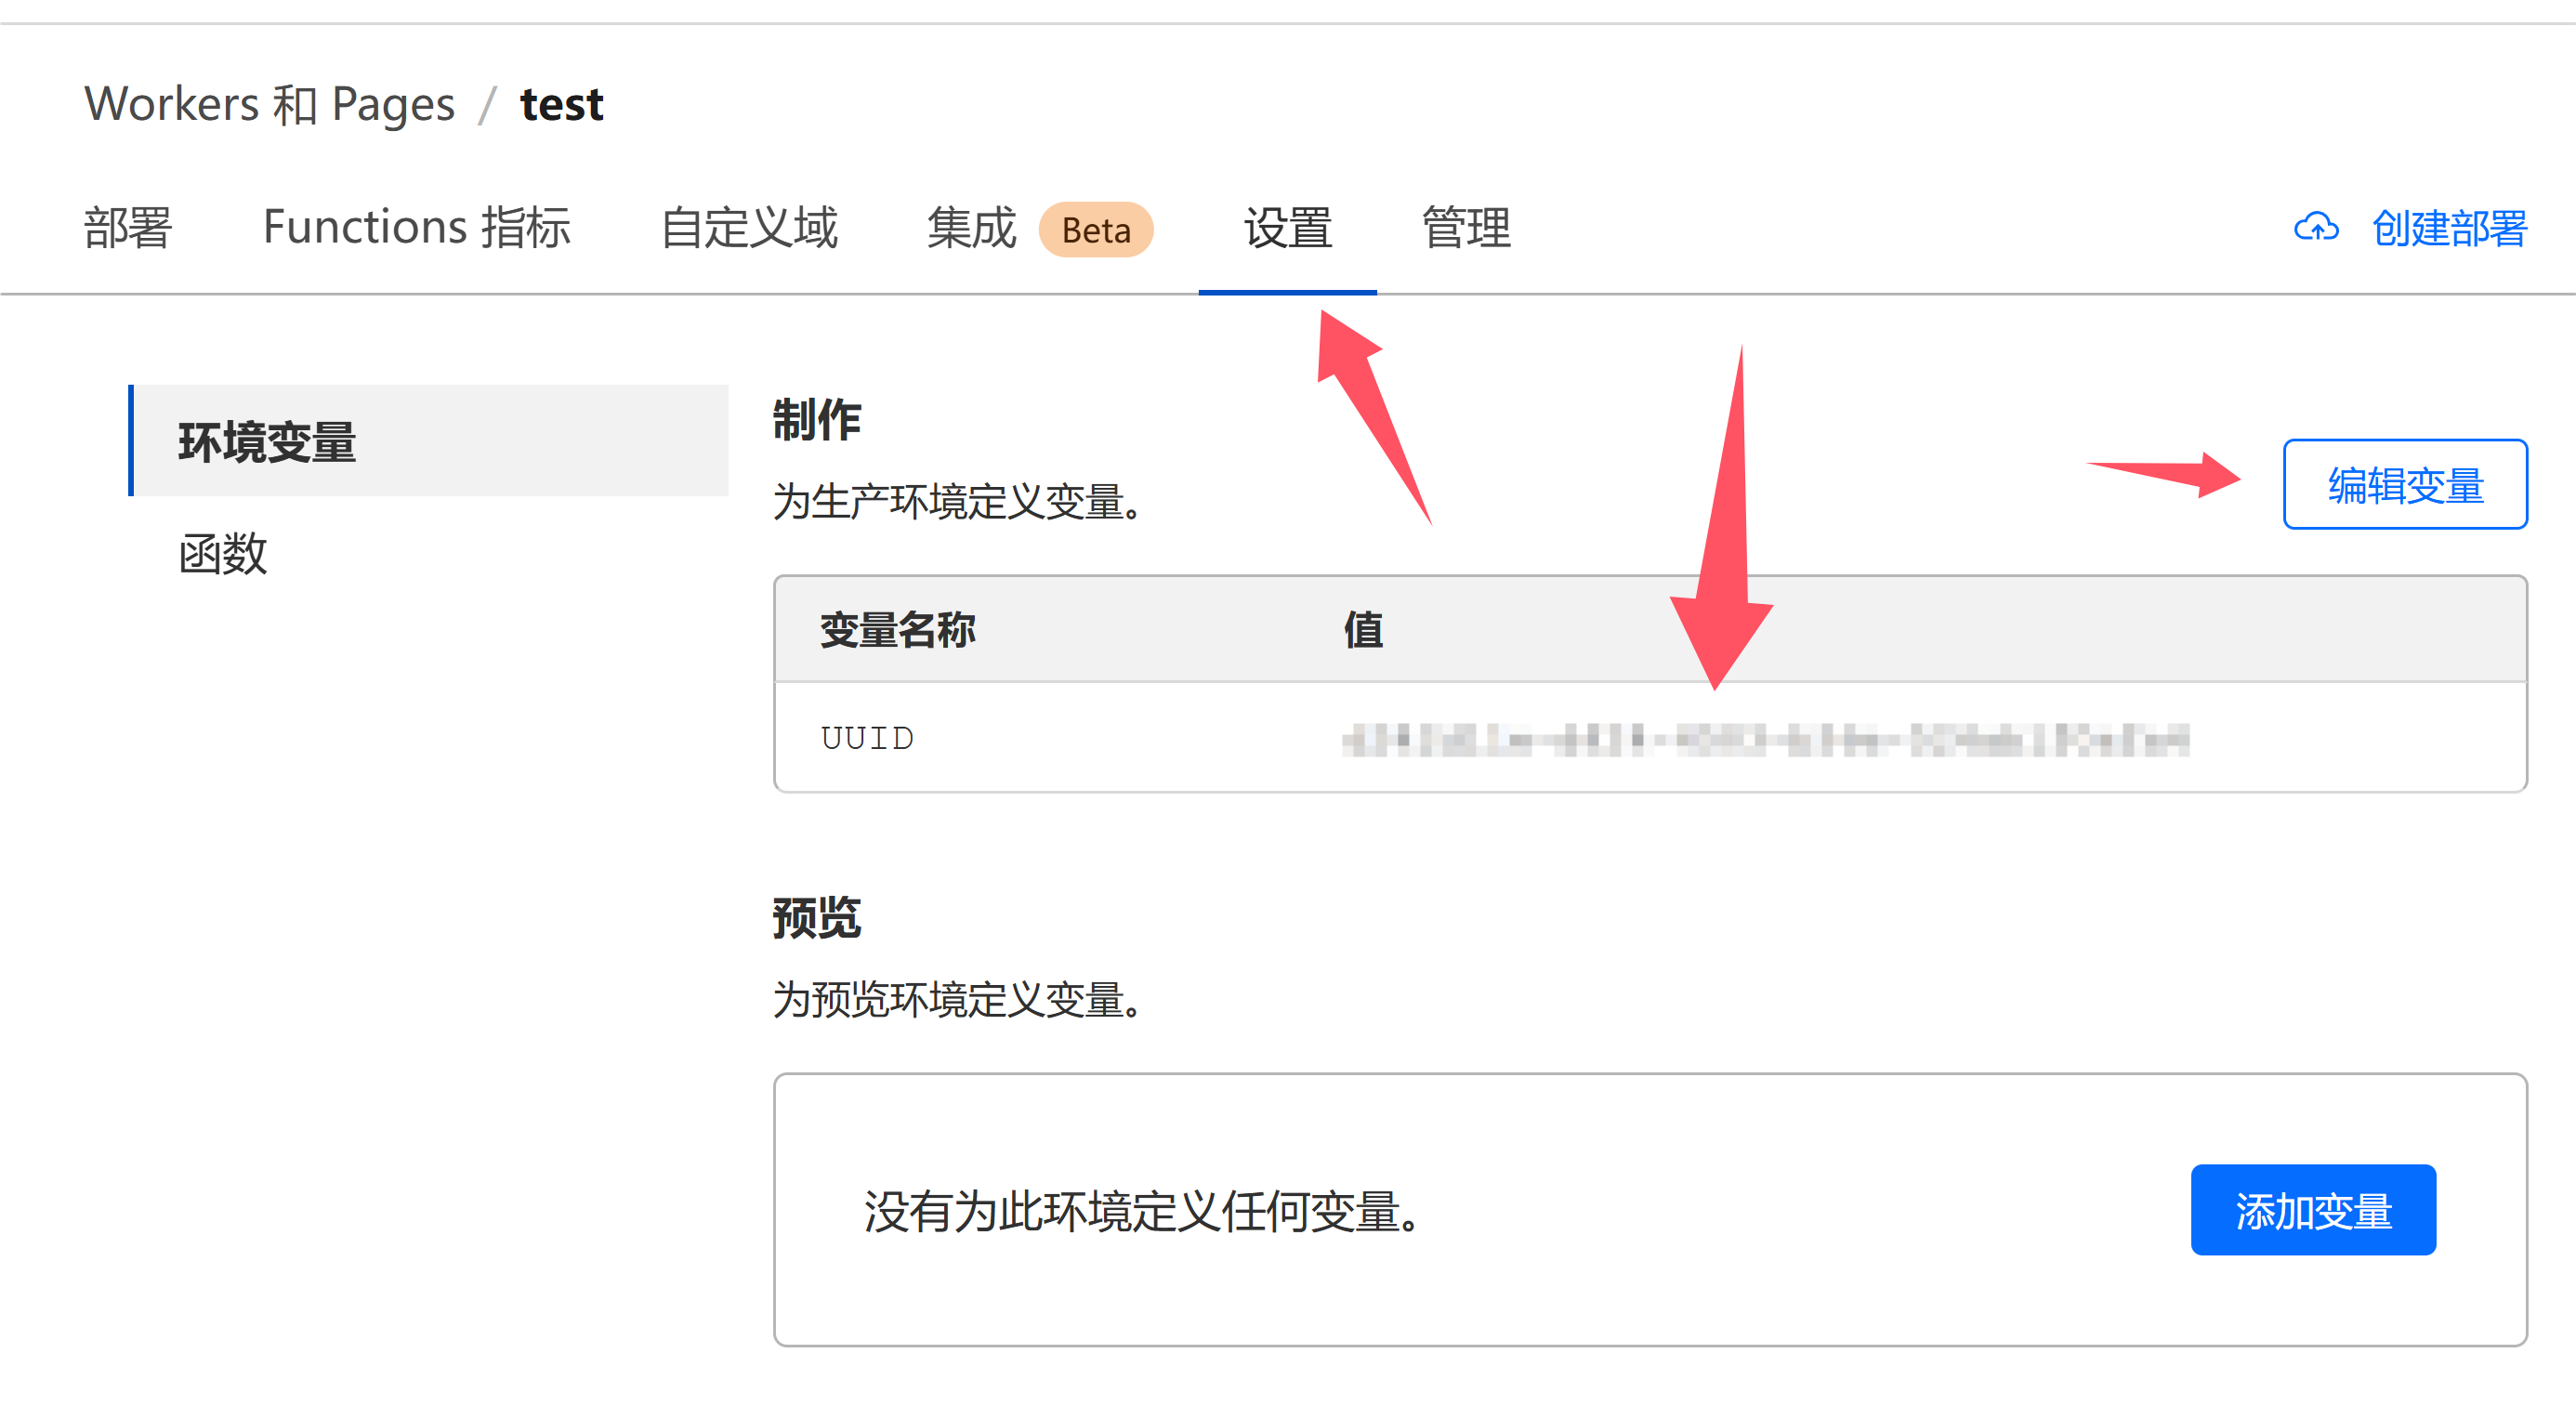 Workers 和 Pages / test
部署 Functions 指标 自定义域 集成 Beta 设置 管理 创建部署
环境变量
函数
制作
为生产环境定义变量。
编辑变量
变量名称 值
UUID
预览
为预览环境定义变量。
没有为此环境定义任何变量。
添加变量